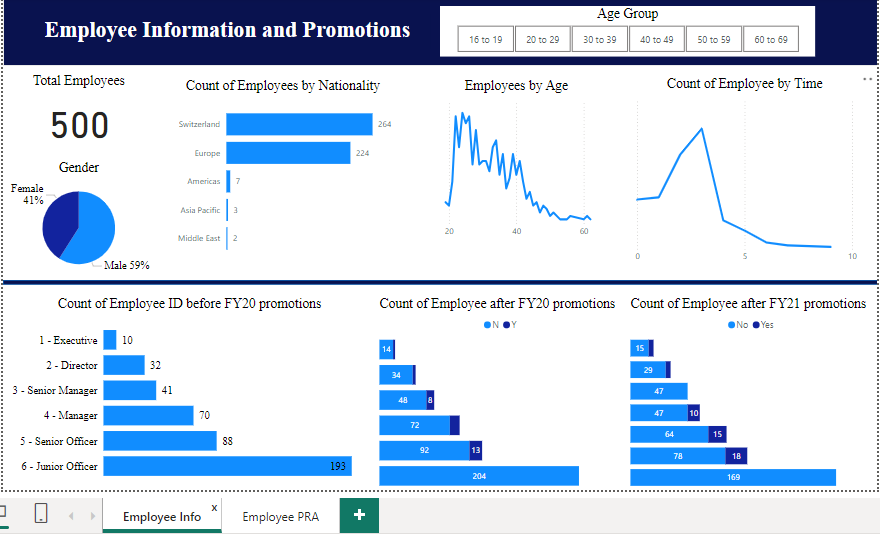 Employee Information and Promotions
Age Group
16 to 19
20 to 29
30 to 39
40 to 49
50 to 59
60 to 69
Total Employees
500
Gender
Female
41%
Male 59%
Count of Employees by Nationality
Switzerland 264
Europe 224
Americas 7
Asia Pacific 3
Middle East 2
Employees by Age
20 40 60
Count of Employee by Time
0 5 10
Count of Employee ID before FY20 promotions
1 - Executive 10
2 - Director 32
3 - Senior Manager 41
4 - Manager 70
5 - Senior Officer 88
6 - Junior Officer 193
Count of Employee after FY20 promotions
N Y
14
34
48 8
72
92 13
204
Count of Employee after FY21 promotions
No Yes
15
29
47
47 10
64 15
78 18
169
Employee Info x
Employee PRA
+